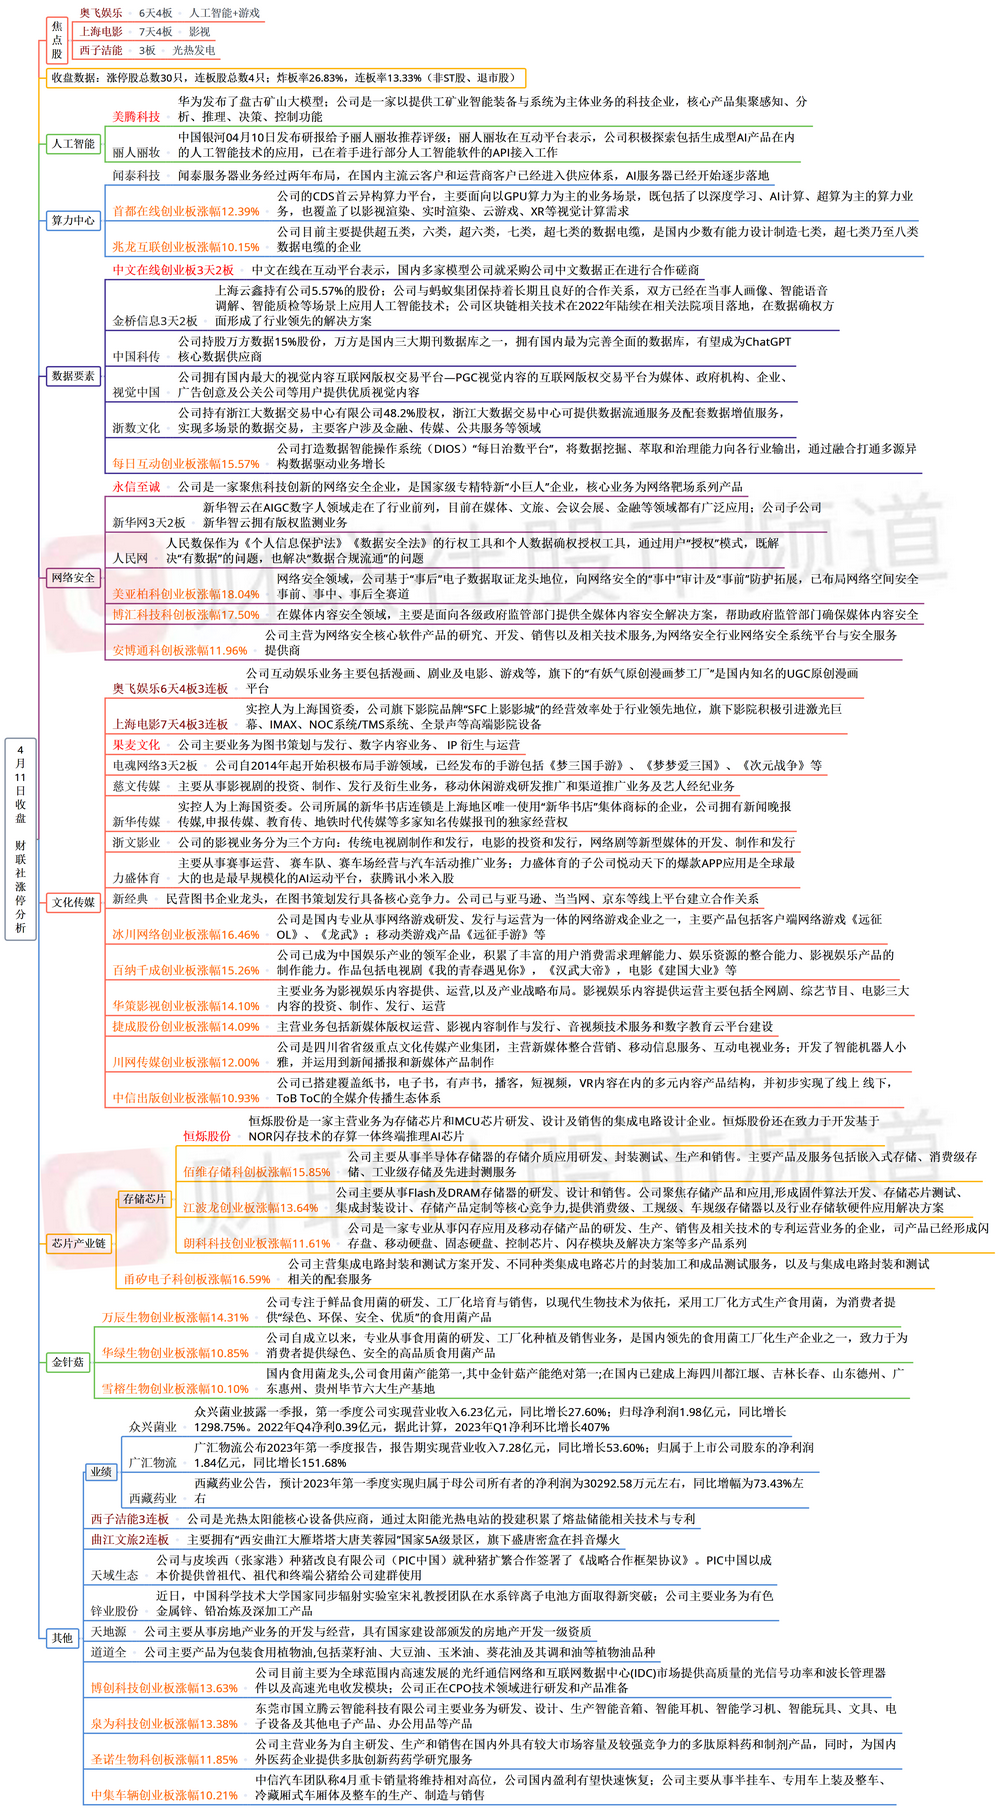 4月11日收盘 财联社涨停分析
焦点股
奥飞娱乐 6天4板 人工智能+游戏
上海电影 7天4板 影视
西子洁能 3板 光热发电
收盘数据：涨停股总数30只，连板股总数4只；炸板率26.83%，连板率13.33%（非ST股、退市股）
人工智能
美腾科技
华为发布了盘古矿山大模型；公司是一家以提供工矿业智能装备与系统为主体业务的科技企业，核心产品集聚感知、分
析、推理、决策、控制功能
丽人丽妆
中国银河04月10日发布研报给予丽人丽妆推荐评级；丽人丽妆在互动平台表示，公司积极探索包括生成型AI产品在内
的人工智能技术的应用，已在着手进行部分人工智能软件的API接入工作
算力中心
闻泰科技 闻泰服务器业务经过两年布局，在国内主流云客户和运营商客户已经进入供应体系，AI服务器已经开始逐步落地
首都在线创业板涨幅12.39%
公司的CDS首云异构算力平台，主要面向以GPU算力为主的业务场景，既包括了以深度学习、AI计算、超算为主的算力业
务，也覆盖了以影视渲染、实时渲染、云游戏、XR等视觉计算需求
兆龙互联创业板涨幅10.15%
公司目前主要提供超五类，六类，超六类，七类，超七类的数据电缆，是国内少数有能力设计制造七类，超七类乃至八类
数据电缆的企业
数据要素
中文在线创业板3天2板 中文在线在互动平台表示，国内多家模型公司就采购公司中文数据正在进行合作磋商
金桥信息3天2板
上海云鑫持有公司5.57%的股份；公司与蚂蚁集团保持着长期且良好的合作关系，双方已经在当事人画像、智能语音
调解、智能质检等场景上应用人工智能技术；公司区块链相关技术在2022年陆续在相关法院项目落地，在数据确权方
面形成了行业领先的解决方案
中国科传
公司持股万方数据15%股份，万方是国内三大期刊数据库之一，拥有国内最为完善全面的数据库，有望成为ChatGPT
核心数据供应商
视觉中国
公司拥有国内最大的视觉内容互联网版权交易平台—PGC视觉内容的互联网版权交易平台为媒体、政府机构、企业、
广告创意及公关公司等用户提供优质视觉内容
浙数文化
公司持有浙江大数据交易中心有限公司48.2%股权，浙江大数据交易中心可提供数据流通服务及配套数据增值服务，
实现多场景的数据交易，主要客户涉及金融、传媒、公共服务等领域
每日互动创业板涨幅15.57%
公司打造数据智能操作系统（DIOS）“每日治数平台”，将数据挖掘、萃取和治理能力向各行业输出，通过融合打通多源异
构数据驱动业务增长
网络安全
永信至诚 公司是一家聚焦科技创新的网络安全企业，是国家级专精特新“小巨人”企业，核心业务为网络靶场系列产品
新华网3天2板
新华智云在AIGC数字人领域走在了行业前列，目前在媒体、文旅、会议会展、金融等领域都有广泛应用；公司子公司
新华智云拥有版权监测业务
人民网
人民数保作为《个人信息保护法》《数据安全法》的行权工具和个人数据确权授权工具，通过用户“授权”模式，既解
决“有数据”的问题，也解决“数据合规流通”的问题
美亚柏科创业板涨幅18.04%
网络安全领域，公司基于“事后”电子数据取证龙头地位，向网络安全的“事中”审计及“事前”防护拓展，已布局网络空间安全
事前、事中、事后全赛道
博汇科技科创板涨幅17.50% 在媒体内容安全领域，主要是面向各级政府监管部门提供全媒体内容安全解决方案，帮助政府监管部门确保媒体内容安全
安博通科创板涨幅11.96%
公司主营为网络安全核心软件产品的研究、开发、销售以及相关技术服务,为网络安全行业网络安全系统平台与安全服务
提供商
文化传媒
奥飞娱乐6天4板3连板
公司互动娱乐业务主要包括漫画、剧业及电影、游戏等，旗下的“有妖气原创漫画梦工厂”是国内知名的UGC原创漫画
平台
上海电影7天4板3连板
实控人为上海国资委，公司旗下影院品牌“SFC上影影城”的经营效率处于行业领先地位，旗下影院积极引进激光巨
幕、IMAX、NOC系统/TMS系统、全景声等高端影院设备
果麦文化 公司主要业务为图书策划与发行、数字内容业务、 IP 衍生与运营
电魂网络3天2板 公司自2014年起开始积极布局手游领域，已经发布的手游包括《梦三国手游》、《梦梦爱三国》、《次元战争》等
慈文传媒 主要从事影视剧的投资、制作、发行及衍生业务，移动休闲游戏研发推广和渠道推广业务及艺人经纪业务
新华传媒
实控人为上海国资委。公司所属的新华书店连锁是上海地区唯一使用“新华书店”集体商标的企业，公司拥有新闻晚报
传媒,申报传媒、教育传、地铁时代传媒等多家知名传媒报刊的独家经营权
浙文影业 公司的影视业务分为三个方向：传统电视剧制作和发行，电影的投资和发行，网络剧等新型媒体的开发、制作和发行
力盛体育
主要从事赛事运营、 赛车队、赛车场经营与汽车活动推广业务；力盛体育的子公司悦动天下的爆款APP应用是全球最
大的也是最早规模化的AI运动平台，获腾讯小米入股
新经典 民营图书企业龙头，在图书策划发行具备核心竞争力。公司已与亚马逊、当当网、京东等线上平台建立合作关系
冰川网络创业板涨幅16.46%
公司是国内专业从事网络游戏研发、发行与运营为一体的网络游戏企业之一，主要产品包括客户端网络游戏《远征
OL》、《龙武》；移动类游戏产品《远征手游》等
百纳千成创业板涨幅15.26%
公司已成为中国娱乐产业的领军企业，积累了丰富的用户消费需求理解能力、娱乐资源的整合能力、影视娱乐产品的
制作能力。作品包括电视剧《我的青春遇见你》，《汉武大帝》，电影《建国大业》等
华策影视创业板涨幅14.10%
主要业务为影视娱乐内容提供、运营,以及产业战略布局。影视娱乐内容提供运营主要包括全网剧、综艺节目、电影三大
内容的投资、制作、发行、运营
捷成股份创业板涨幅14.09% 主营业务包括新媒体版权运营、影视内容制作与发行、音视频技术服务和数字教育云平台建设
川网传媒创业板涨幅12.00%
公司是四川省省级重点文化传媒产业集团，主营新媒体整合营销、移动信息服务、互动电视业务；开发了智能机器人小
雅，并运用到新闻播报和新媒体产品制作
中信出版创业板涨幅10.93%
公司已搭建覆盖纸书，电子书，有声书，播客，短视频，VR内容在内的多元内容产品结构，并初步实现了线上 线下，
ToB ToC的全媒介传播生态体系
芯片产业链
存储芯片
恒烁股份
恒烁股份是一家主营业务为存储芯片和MCU芯片研发、设计及销售的集成电路设计企业。恒烁股份还在致力于开发基于
NOR闪存技术的存算一体终端推理AI芯片
佰维存储科创板涨幅15.85%
公司主要从事半导体存储器的存储介质应用研发、封装测试、生产和销售。主要产品及服务包括嵌入式存储、消费级存
储、工业级存储及先进封测服务
江波龙创业板涨幅13.64%
公司主要从事Flash及DRAM存储器的研发、设计和销售。公司聚焦存储产品和应用,形成固件算法开发、存储芯片测试、
集成封装设计、存储产品定制等核心竞争力,提供消费级、工规级、车规级存储器以及行业存储软硬件应用解决方案
朗科科技创业板涨幅11.61%
公司是一家专业从事闪存应用及移动存储产品的研发、生产、销售及相关技术的专利运营业务的企业，司产品已经形成闪
存盘、移动硬盘、固态硬盘、控制芯片、闪存模块及解决方案等多产品系列
甬矽电子科创板涨幅16.59%
公司主营集成电路封装和测试方案开发、不同种类集成电路芯片的封装加工和成品测试服务，以及与集成电路封装和测试
相关的配套服务
金针菇
万辰生物创业板涨幅14.31%
公司专注于鲜品食用菌的研发、工厂化培育与销售，以现代生物技术为依托，采用工厂化方式生产食用菌，为消费者提
供“绿色、环保、安全、优质”的食用菌产品
华绿生物创业板涨幅10.85%
公司自成立以来，专业从事食用菌的研发、工厂化种植及销售业务，是国内领先的食用菌工厂化生产企业之一，致力于为
消费者提供绿色、安全的高品质食用菌产品
雪榕生物创业板涨幅10.10%
国内食用菌龙头,公司食用菌产能第一,其中金针菇产能绝对第一;在国内已建成上海四川都江堰、吉林长春、山东德州、广
东惠州、贵州毕节六大生产基地
其他
业绩
众兴菌业
众兴菌业披露一季报，第一季度公司实现营业收入6.23亿元，同比增长27.60%；归母净利润1.98亿元，同比增长
1298.75%。2022年Q4净利0.39亿元，据此计算，2023年Q1净利环比增长407%
广汇物流
广汇物流公布2023年第一季度报告，报告期实现营业收入7.28亿元，同比增长53.60%；归属于上市公司股东的净利润
1.84亿元，同比增长151.68%
西藏药业
西藏药业公告，预计2023年第一季度实现归属于母公司所有者的净利润为30292.58万元左右，同比增幅为73.43%左
右
西子洁能3连板 公司是光热太阳能核心设备供应商，通过太阳能光热电站的投建积累了熔盐储能相关技术与专利
曲江文旅2连板 主要拥有“西安曲江大雁塔塔大唐芙蓉园”国家5A级景区，旗下盛唐密盒在抖音爆火
天域生态
公司与皮埃西（张家港）种猪改良有限公司（PIC中国）就种猪扩繁合作签署了《战略合作框架协议》。PIC中国以成
本价提供曾祖代、祖代和终端公猪给公司建群使用
锌业股份
近日，中国科学技术大学国家同步辐射实验室宋礼教授团队在水系锌离子电池方面取得新突破；公司主要业务为有色
金属锌、铅冶炼及深加工产品
天地源 公司主要从事房地产业务的开发与经营，具有国家建设部颁发的房地产开发一级资质
道道全 公司主要产品为包装食用植物油,包括菜籽油、大豆油、玉米油、葵花油及其调和油等植物油品种
博创科技创业板涨幅13.63%
公司目前主要为全球范围内高速发展的光纤通信网络和互联网数据中心(IDC)市场提供高质量的光信号功率和波长管理器
件以及高速光电收发模块；公司正在CPO技术领域进行研发和产品准备
泉为科技创业板涨幅13.38%
东莞市国立腾云智能科技有限公司主要业务为研发、设计、生产智能音箱、智能耳机、智能学习机、智能玩具、文具、电
子设备及其他电子产品、办公用品等产品
圣诺生物科创板涨幅11.85%
公司主营业务为自主研发、生产和销售在国内外具有较大市场容量及较强竞争力的多肽原料药和制剂产品，同时，为国内
外医药企业提供多肽创新药药学研究服务
中集车辆创业板涨幅10.21%
中信汽车团队称4月重卡销量将维持相对高位，公司国内盈利有望快速恢复；公司主要从事半挂车、专用车上装及整车、
冷藏厢式车厢体及整车的生产、制造与销售
财联社股市频道
财联社股市频道